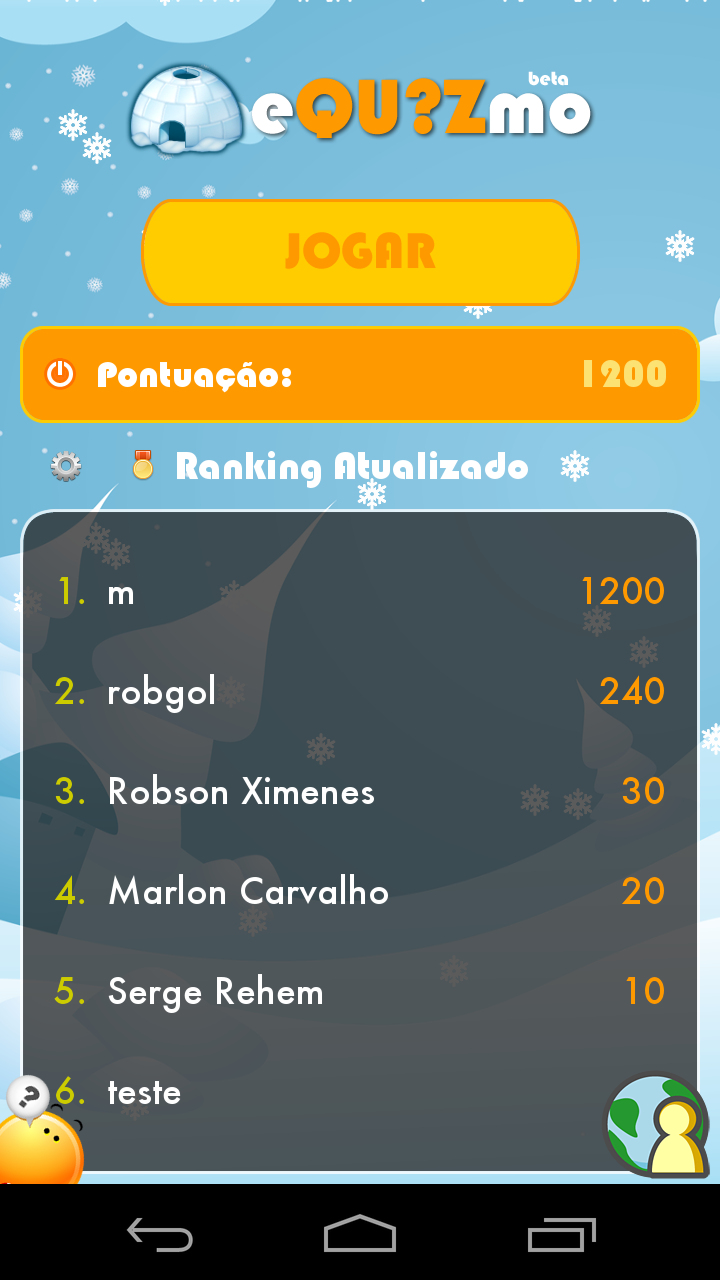 beta
eQU?Zmo
JOGAR
Pontuação: 1200
Ranking Atualizado
1. m 1200
2. robgol 240
3. Robson Ximenes 30
4. Marlon Carvalho 20
5. Serge Rehem 10
6. teste
?